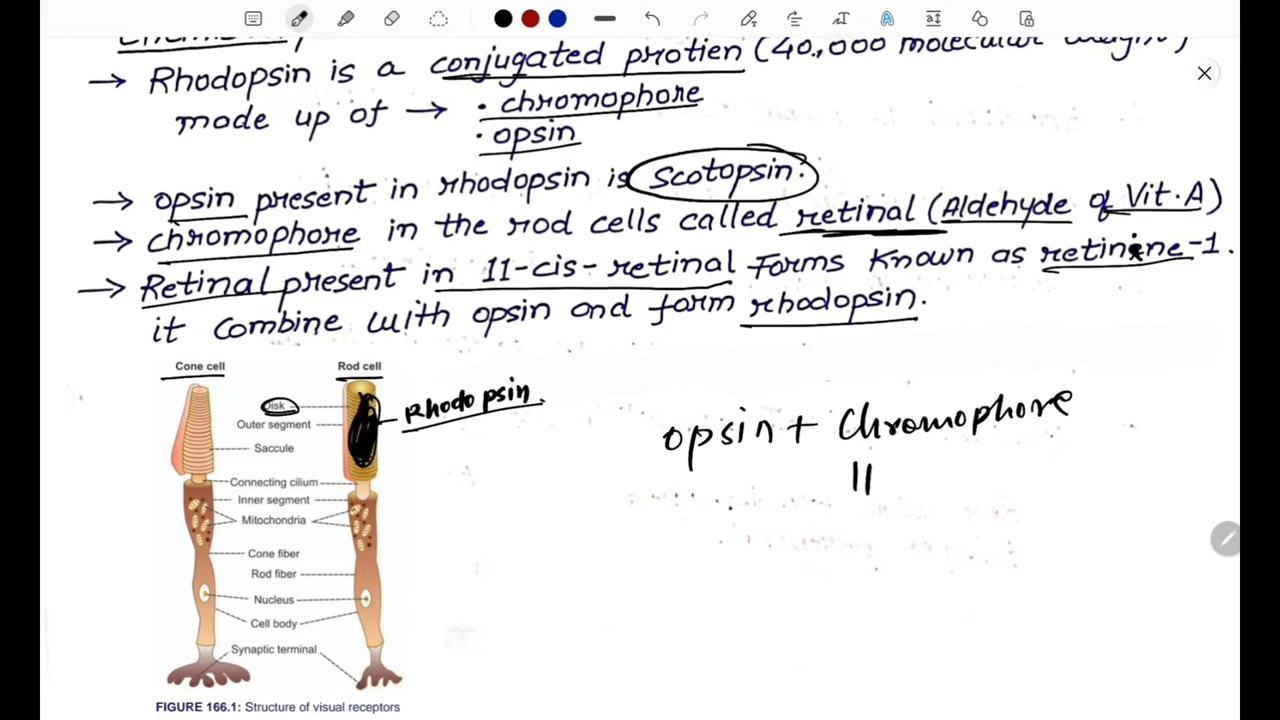 Chemistry
→ Rhodopsin is a conjugated protien (40,000 molecular weight)
made up of → • chromophore
• opsin
→ opsin present in rhodopsin is scotopsin.
→ chromophore in the rod cells called retinal (Aldehyde of Vit. A)
→ Retinal present in 11-cis-retinal forms known as retinine-1.
it combine with opsin and form rhodopsin.
Cone cell
Rod cell
Disk
Rhodopsin
Outer segment
opsin + Chromophore
Saccule
||
Connecting cilium
Inner segment
Mitochondria
Cone fiber
Rod fiber
Nucleus
Cell body
Synaptic terminal
FIGURE 166.1: Structure of visual receptors